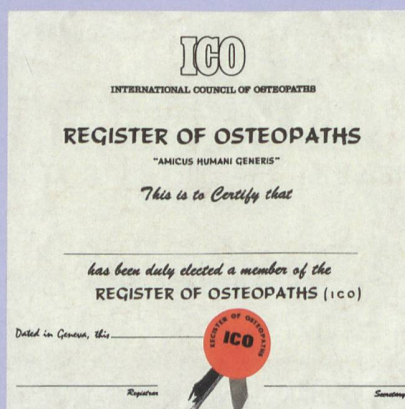 ICO
INTERNATIONAL COUNCIL OF OSTEOPATHS
REGISTER OF OSTEOPATHS
"AMICUS HUMANI GENERIS"
This is to Certify that
has been duly elected a member of the
REGISTER OF OSTEOPATHS (ICO)
Dated in Geneva, this
REGISTER OF OSTEOPATHS
ICO
Registrar
Secretary